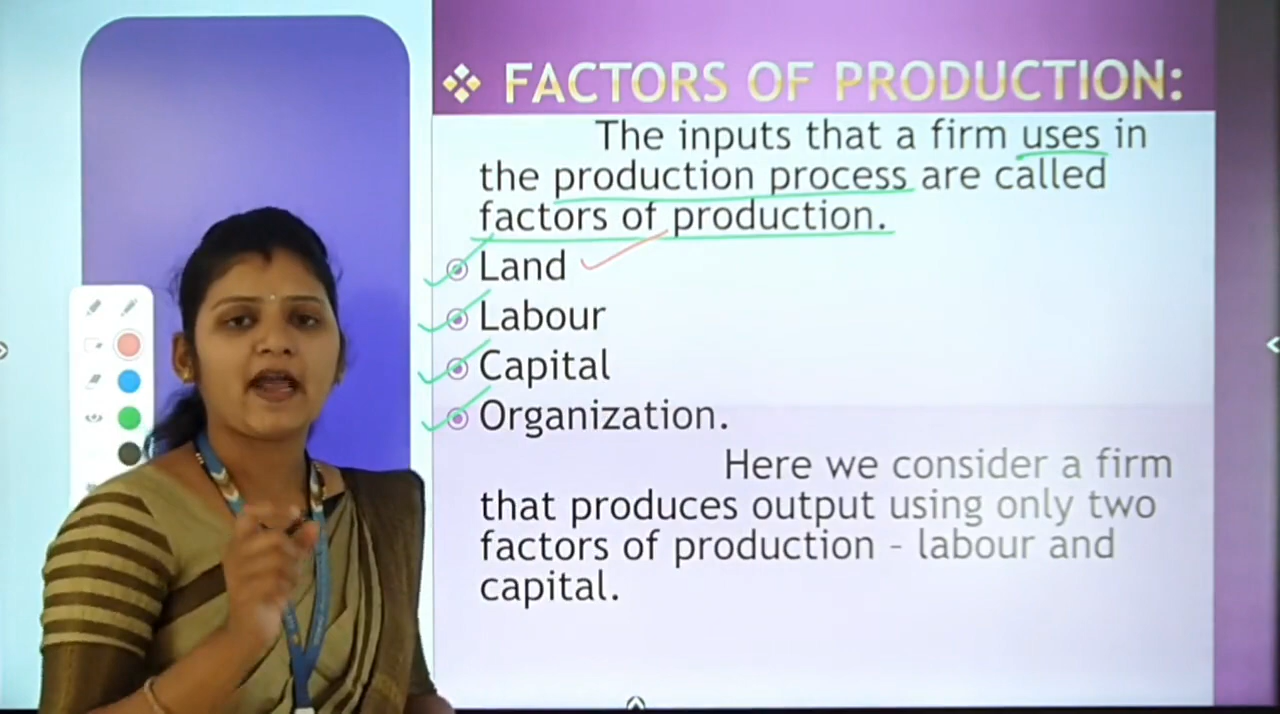 ❖ FACTORS OF PRODUCTION:
The inputs that a firm uses in
the production process are called
factors of production.
Land
Labour
Capital
Organization.
Here we consider a firm
that produces output using only two
factors of production - labour and
capital.